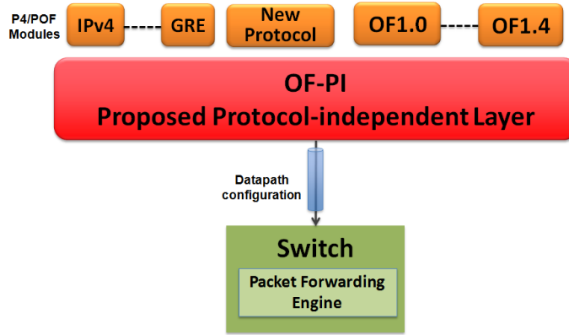 P4/POF
Modules
IPv4
GRE
New
Protocol
OF1.0
OF1.4
OF-PI
Proposed Protocol-independent Layer
Datapath
configuration
Switch
Packet Forwarding
Engine